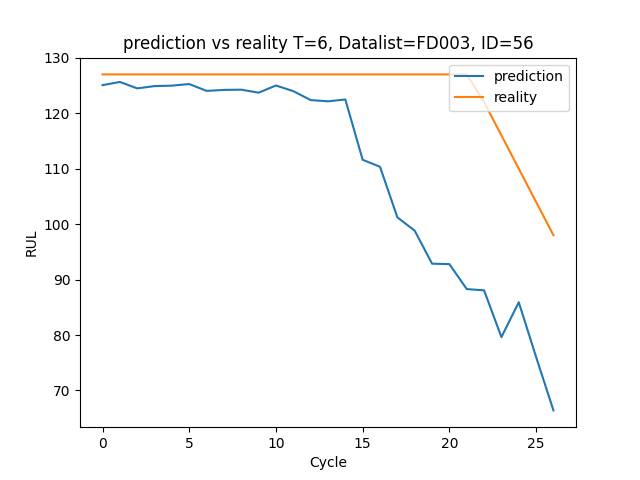 prediction vs reality T=6, Datalist=FD003, ID=56
prediction
reality
RUL
130
120
110
100
90
80
70
0 5 10 15 20 25
Cycle